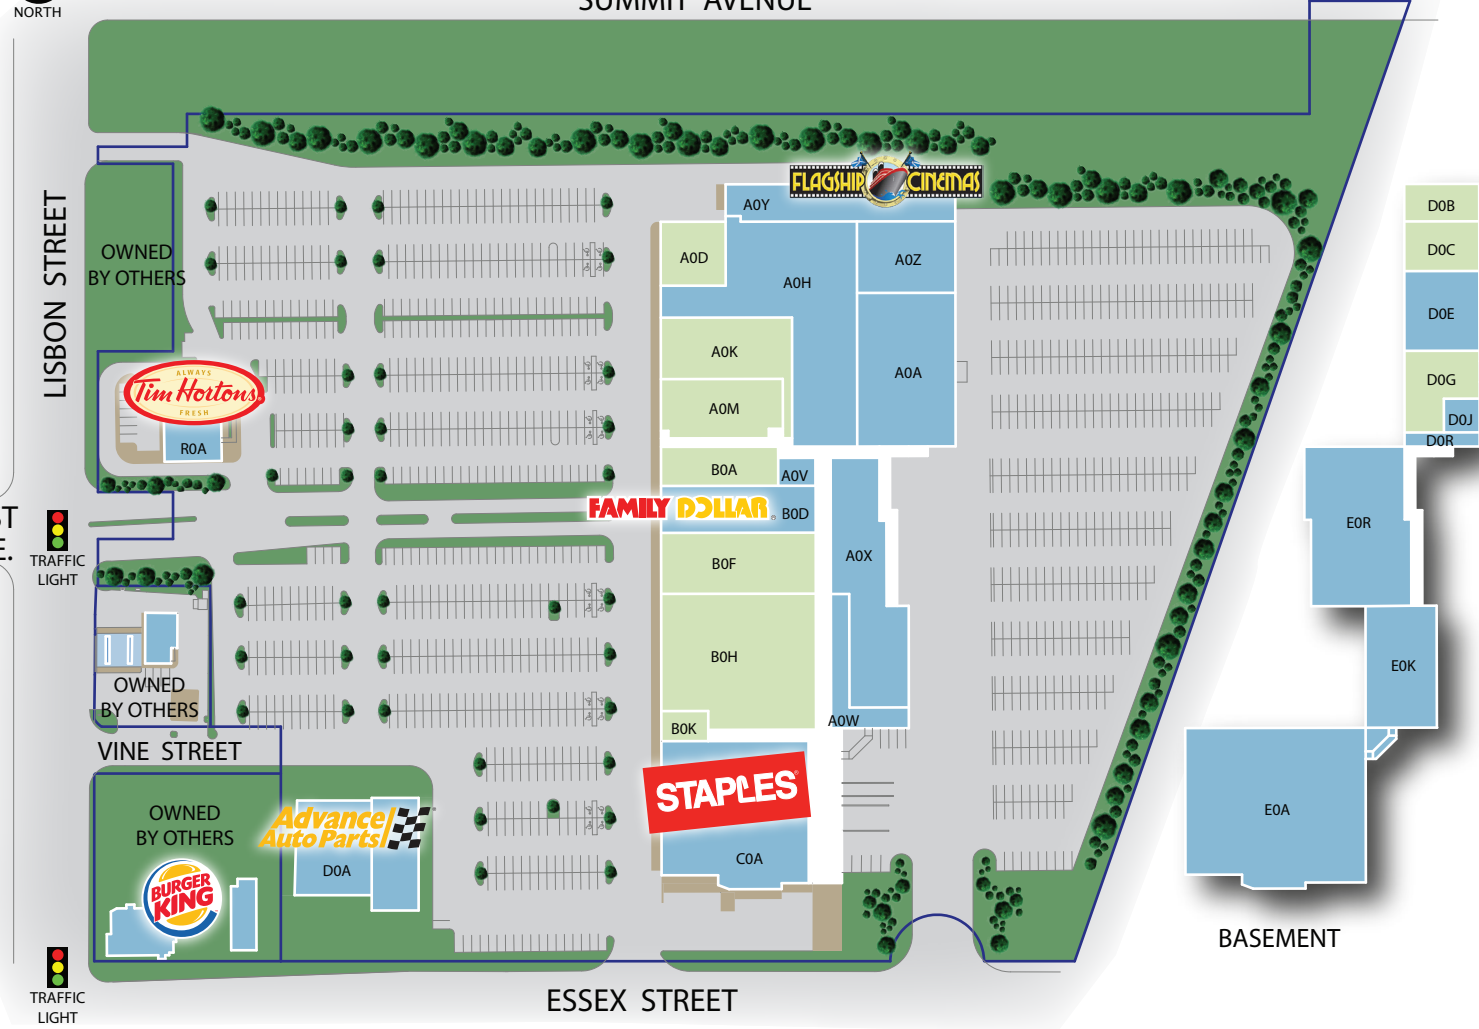 SUMMIT AVENUE
NORTH
FLAGSHIP CINEMAS
LISBON STREET
OWNED
BY OTHERS
ALWAYS
Tim Hortons
FRESH
R0A
A0Y
A0D
A0H
A0Z
A0K
A0A
A0M
B0A
A0V
FAMILY DOLLAR
B0D
B0F
A0X
B0H
A0W
B0K
STAPLES
C0A
TRAFFIC
LIGHT
OWNED
BY OTHERS
VINE STREET
OWNED
BY OTHERS
BURGER
KING
Advance
Auto Parts
D0A
TRAFFIC
LIGHT
ESSEX STREET
D0B
D0C
D0E
D0G
D0J
D0R
E0R
E0K
E0A
BASEMENT